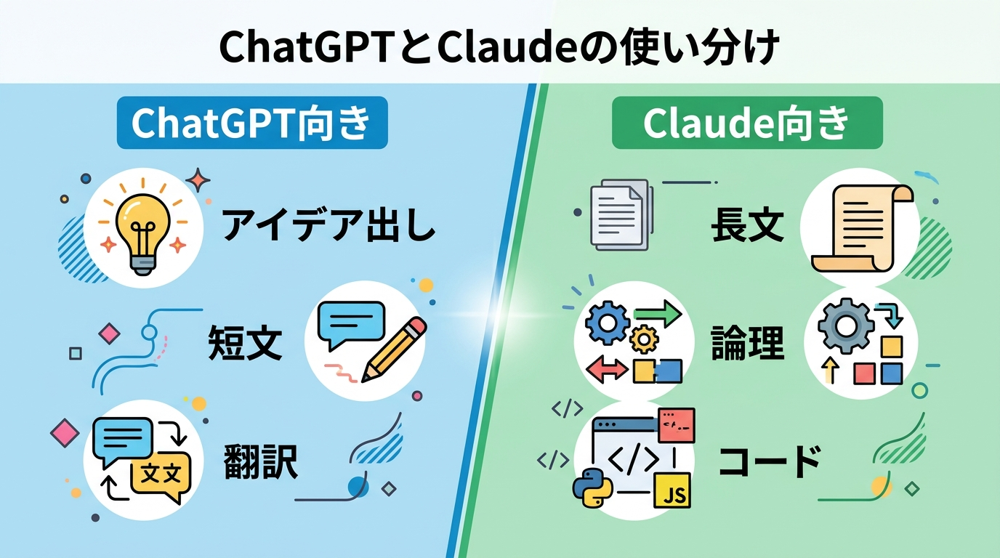 ChatGPTとClaudeの使い分け
ChatGPT向き
アイデア出し
短文
翻訳
文文
Claude向き
長文
論理
コード
</>
</>
</>
JS